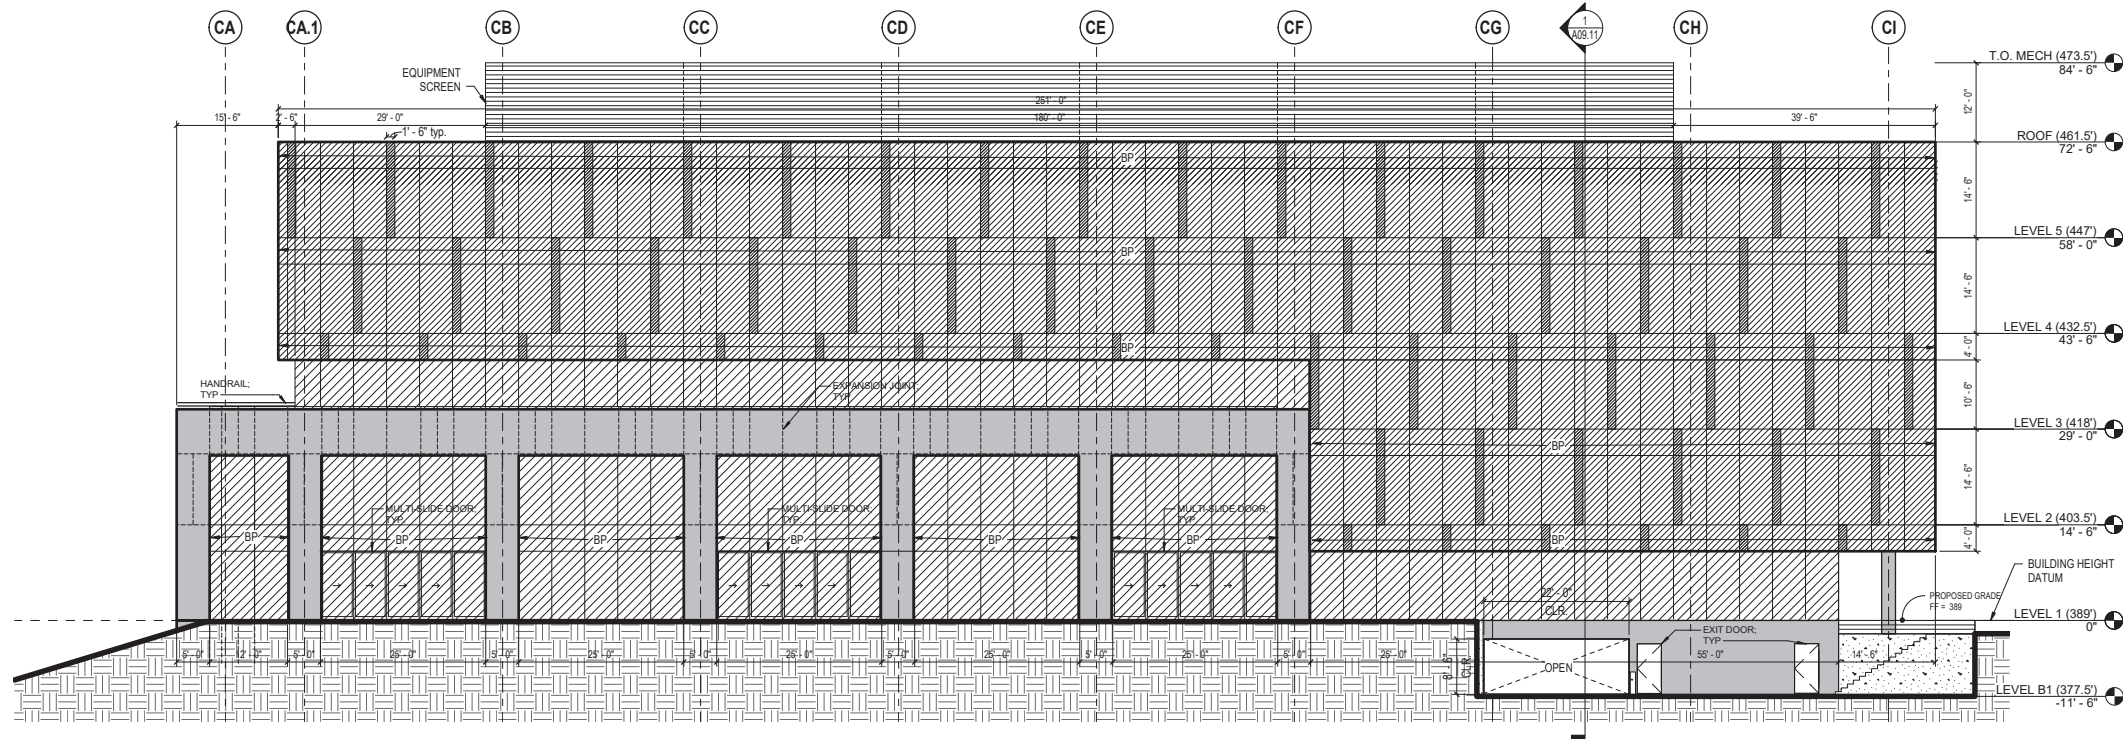 CA
CA.1
CB
CC
CD
CE
CF
CG
1
A09.11
CH
CI
T.O. MECH (473.5')
84' - 6"
EQUIPMENT
SCREEN
12' - 0"
251' - 0"
15' - 6"
2' - 6"
29' - 0"
180' - 0"
39' - 6"
1' - 6" typ.
ROOF (461.5')
72' - 6"
BP
14' - 6"
LEVEL 5 (447')
58' - 0"
BP
14' - 6"
LEVEL 4 (432.5')
43' - 6"
BP
4' - 0"
HANDRAIL;
TYP
EXPANSION JOINT;
TYP
10' - 6"
LEVEL 3 (418')
29' - 0"
BP
14' - 6"
MULTI-SLIDE DOOR;
TYP.
MULTI-SLIDE DOOR;
TYP.
MULTI-SLIDE DOOR;
TYP.
LEVEL 2 (403.5')
14' - 6"
BP
BP
BP
BP
BP
BP
BP
4' - 0"
BUILDING HEIGHT
DATUM
22' - 0"
CLR.
PROPOSED GRADE
FF = 389
LEVEL 1 (389')
0"
EXIT DOOR;
TYP
5' - 0"
12' - 0"
5' - 0"
25' - 0"
5' - 0"
25' - 0"
5' - 0"
25' - 0"
5' - 0"
25' - 0"
5' - 0"
25' - 0"
5' - 0"
25' - 0"
8' - 6"
CLR.
OPEN
55' - 0"
14' - 6"
LEVEL B1 (377.5')
-11' - 6"